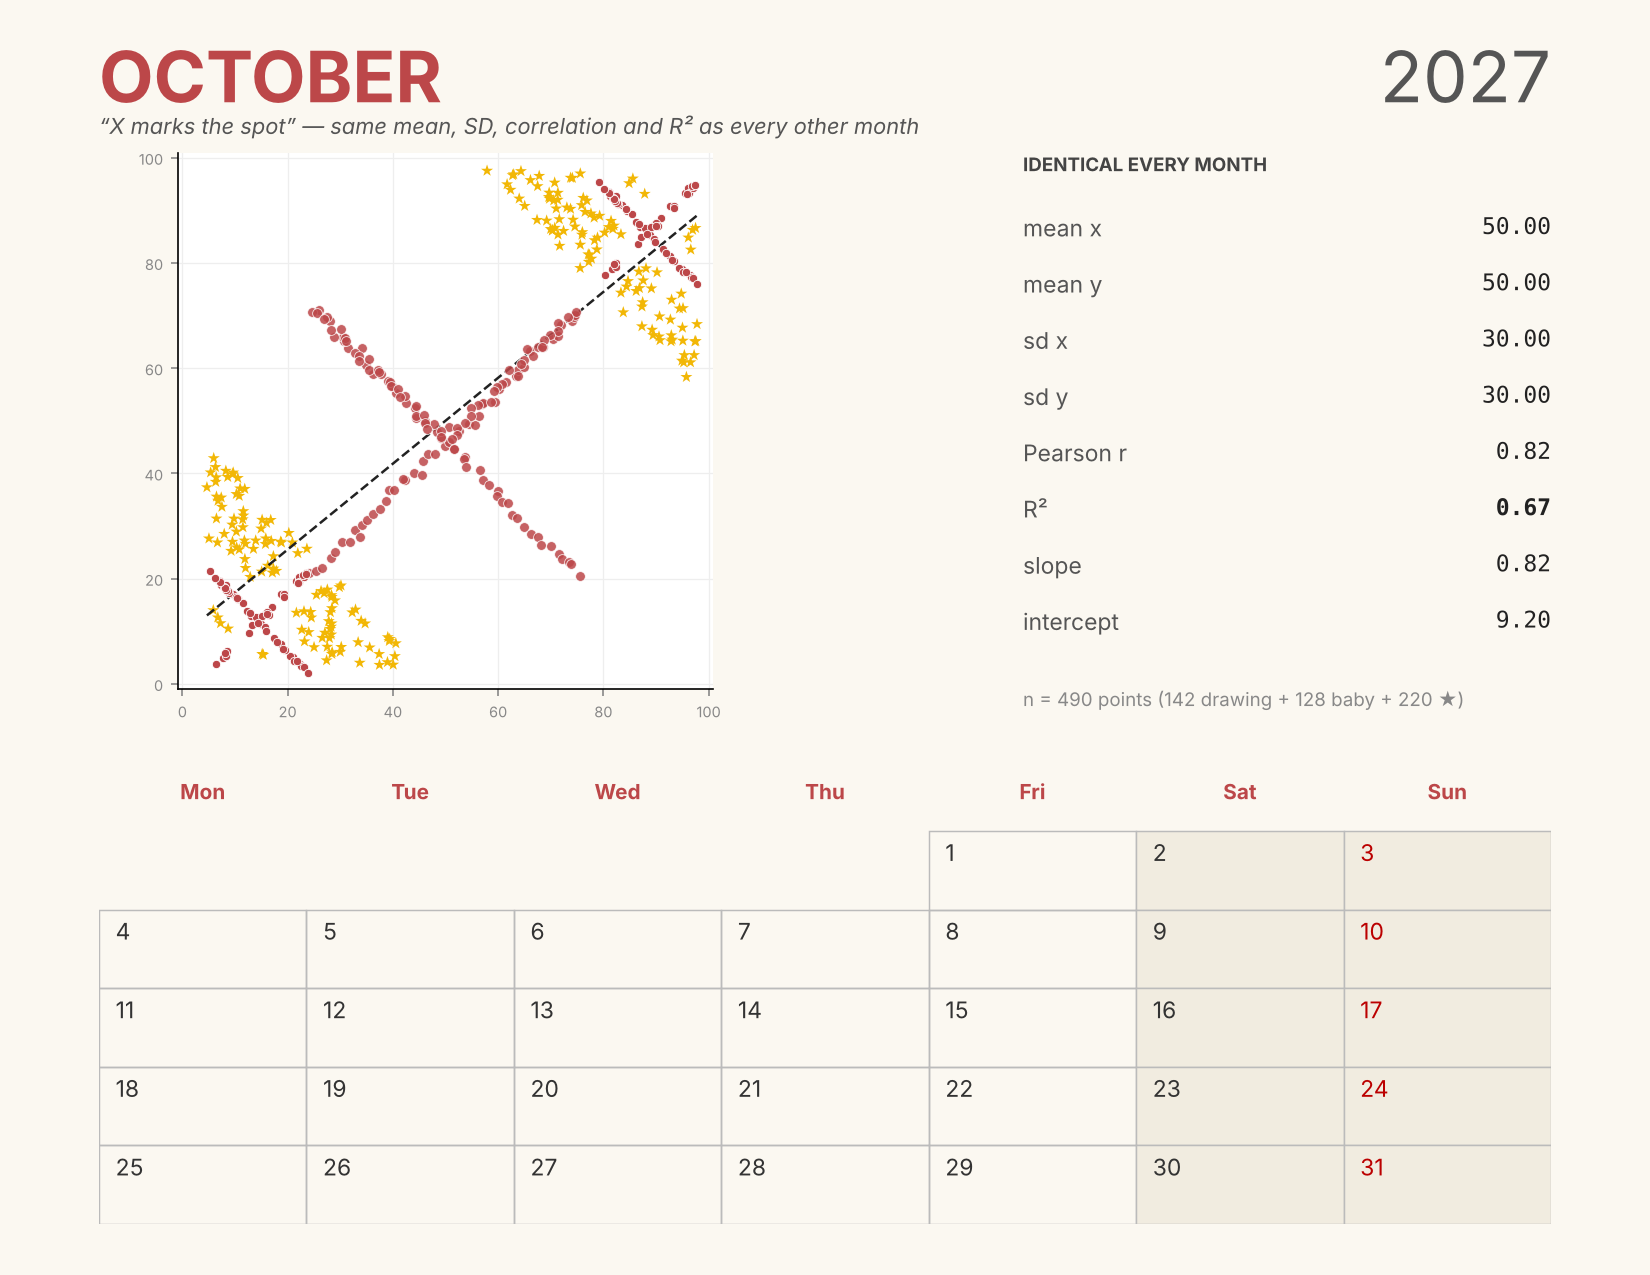 OCTOBER 2027
“X marks the spot” — same mean, SD, correlation and R² as every other month
100
80
60
40
20
0
0 20 40 60 80 100
IDENTICAL EVERY MONTH
mean x 50.00
mean y 50.00
sd x 30.00
sd y 30.00
Pearson r 0.82
R² 0.67
slope 0.82
intercept 9.20
n = 490 points (142 drawing + 128 baby + 220 ★)
Mon Tue Wed Thu Fri Sat Sun
1 2 3
4 5 6 7 8 9 10
11 12 13 14 15 16 17
18 19 20 21 22 23 24
25 26 27 28 29 30 31